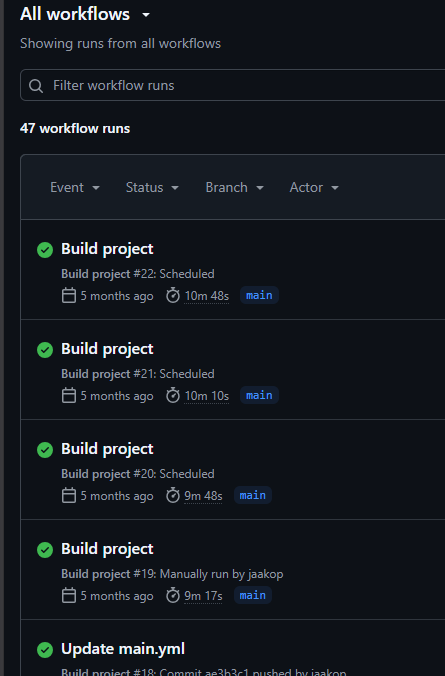 All workflows
Showing runs from all workflows
Filter workflow runs
47 workflow runs
Event Status Branch Actor
Build project
Build project #22: Scheduled
5 months ago 10m 48s main
Build project
Build project #21: Scheduled
5 months ago 10m 10s main
Build project
Build project #20: Scheduled
5 months ago 9m 48s main
Build project
Build project #19: Manually run by jaakop
5 months ago 9m 17s main
Update main.yml
Build project #18: Commit ae3b3c1 pushed by jaakop